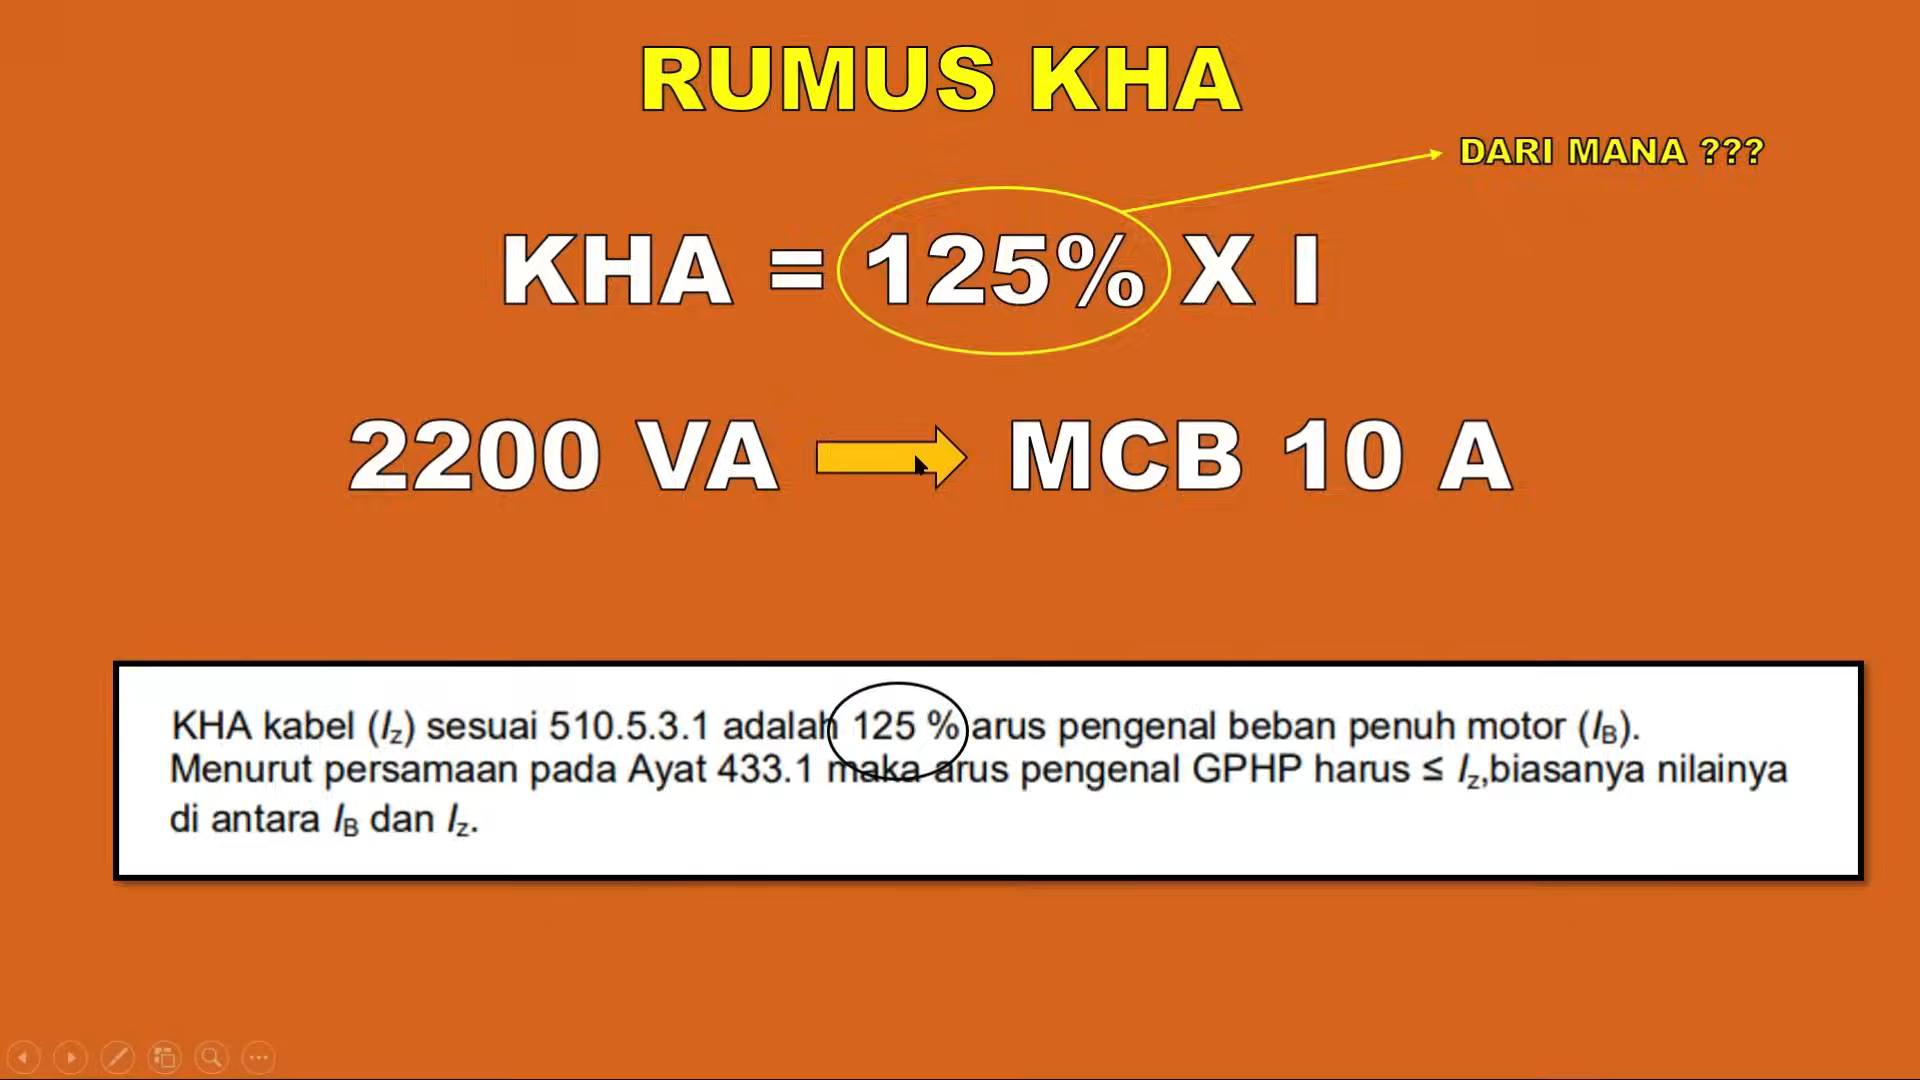 RUMUS KHA
DARI MANA ???
KHA = 125% X I
2200 VA MCB 10 A
KHA kabel (Iz) sesuai 510.5.3.1 adalah 125 % arus pengenal beban penuh motor (IB).
Menurut persamaan pada Ayat 433.1 maka arus pengenal GPHP harus ≤ Iz,biasanya nilainya
di antara IB dan Iz.